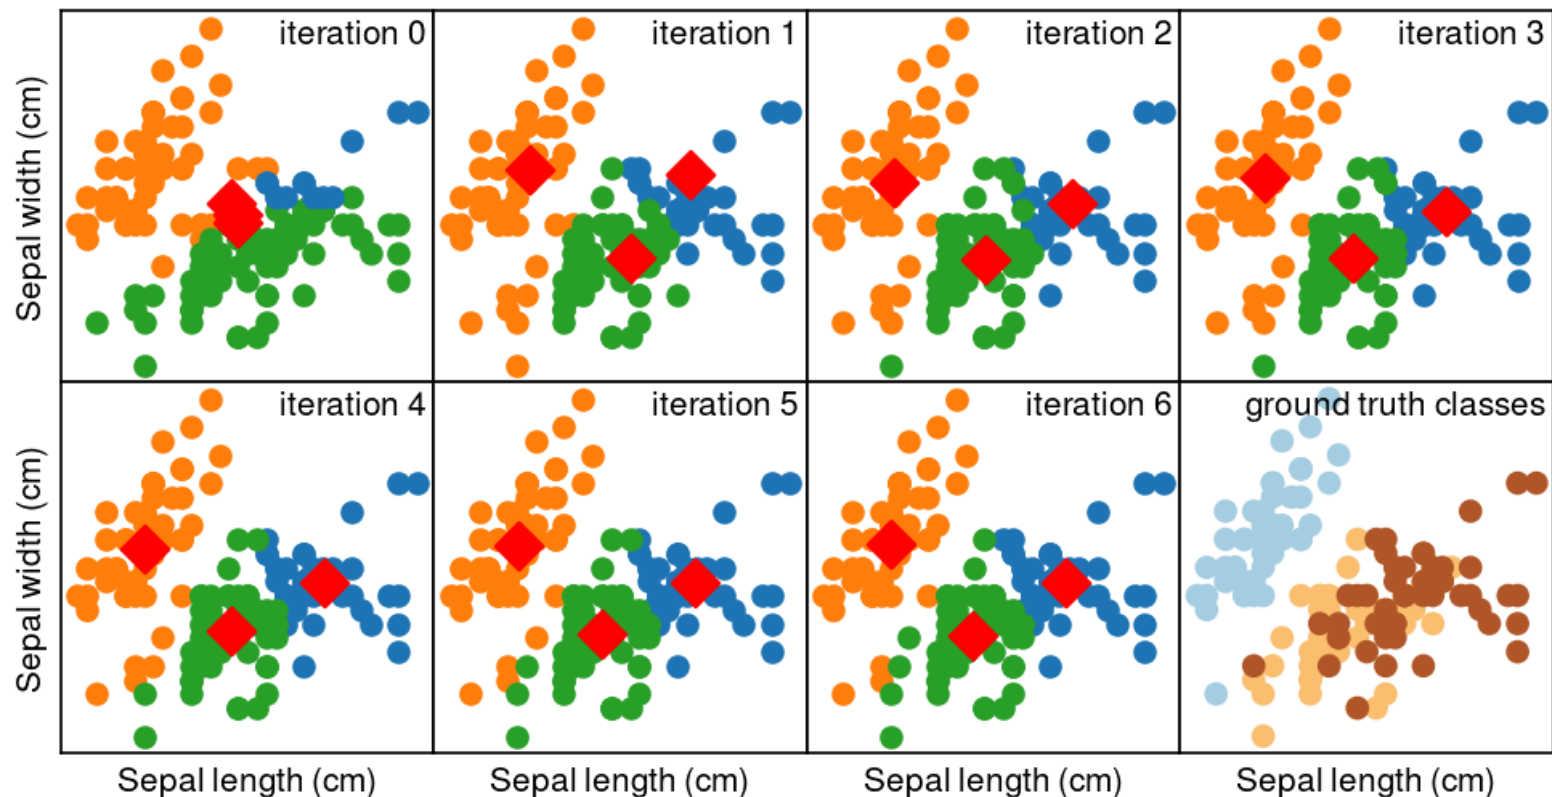 iteration 0
iteration 1
iteration 2
iteration 3
Sepal width (cm)
iteration 4
iteration 5
iteration 6
ground truth classes
Sepal width (cm)
Sepal length (cm)
Sepal length (cm)
Sepal length (cm)
Sepal length (cm)